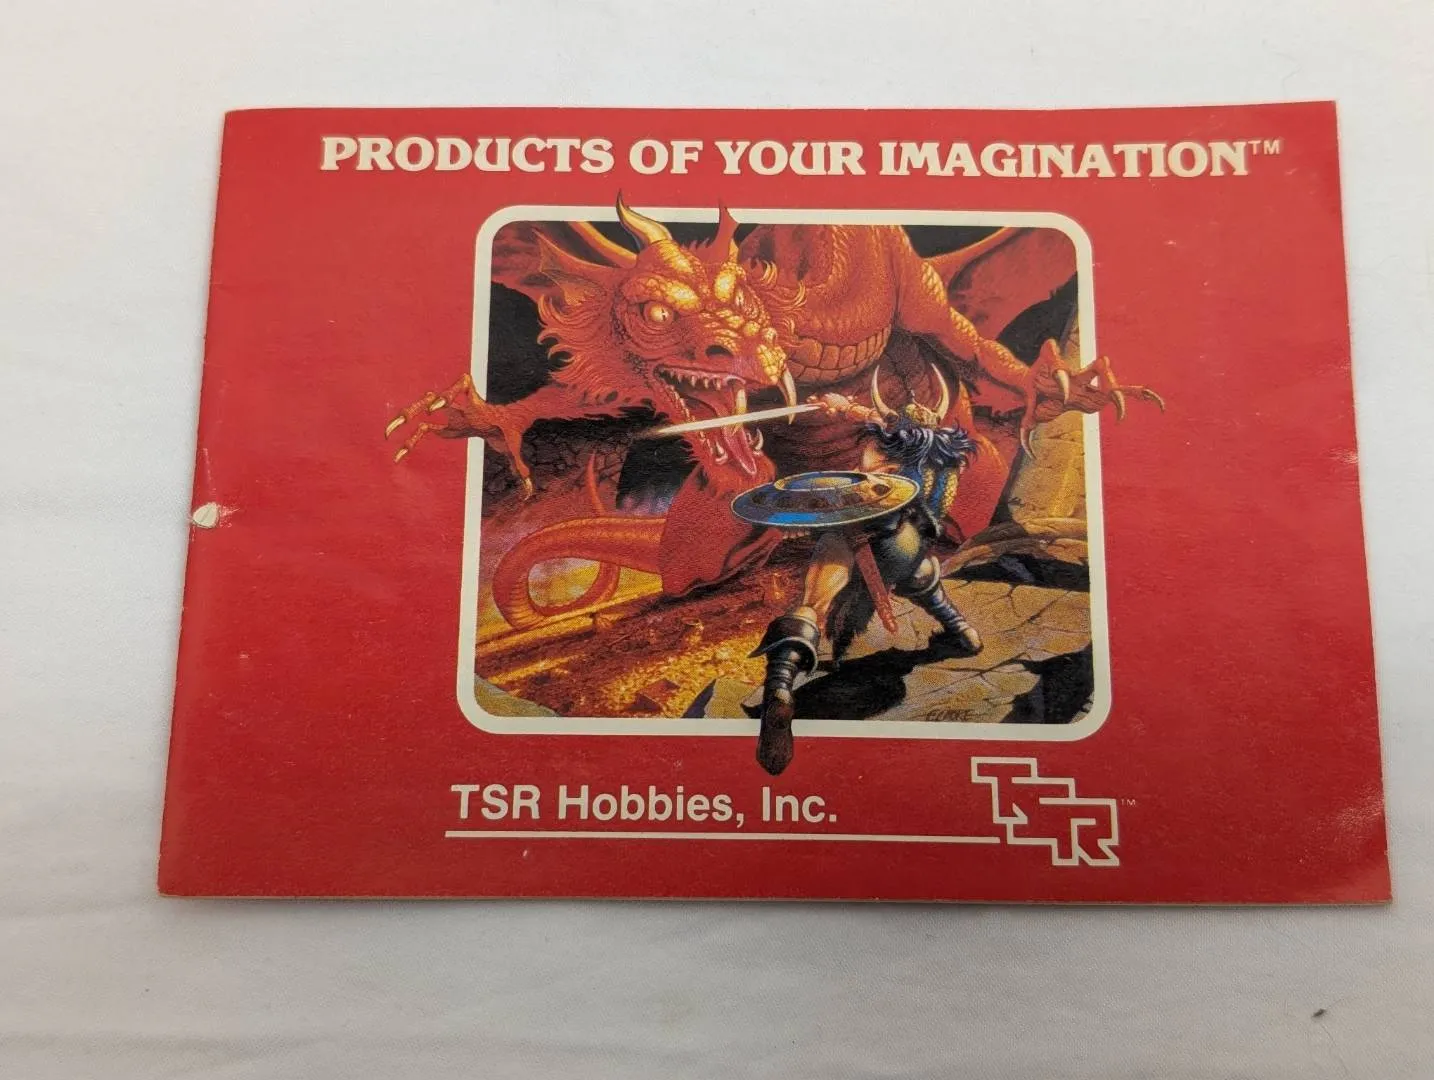 PRODUCTS OF YOUR IMAGINATION™
TSR Hobbies, Inc.
TSR™